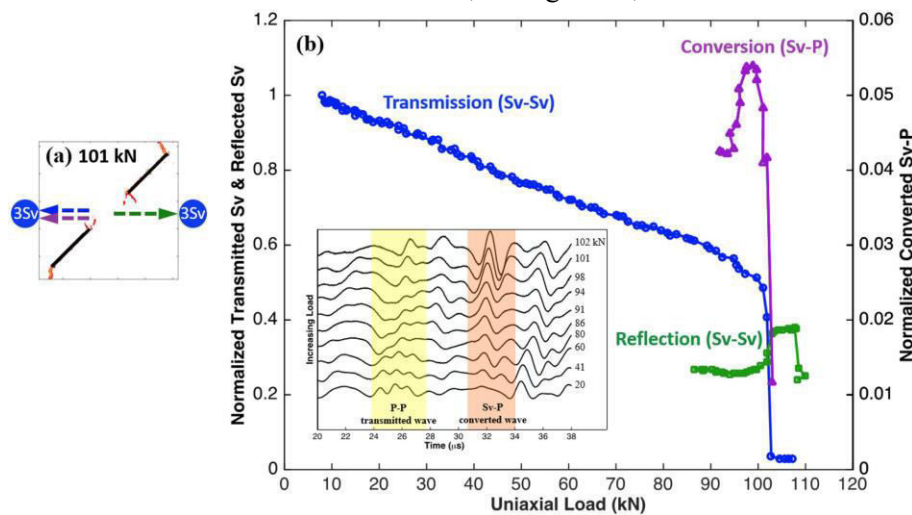 (a) 101 kN
3Sv
3Sv
(b)
Normalized Transmitted Sv & Reflected Sv
1.2
1
0.8
0.6
0.4
0.2
0
Transmission (Sv-Sv)
Conversion (Sv-P)
Reflection (Sv-Sv)
Increasing Load
102 kN
101
98
94
91
86
80
60
41
20
P-P
transmitted wave
Sv-P
converted wave
20 22 24 26 28 30 32 34 36 38
Time (μs)
0 10 20 30 40 50 60 70 80 90 100 110 120
Uniaxial Load (kN)
0.06
0.05
0.04
0.03
0.02
0.01
0
Normalized Converted Sv-P